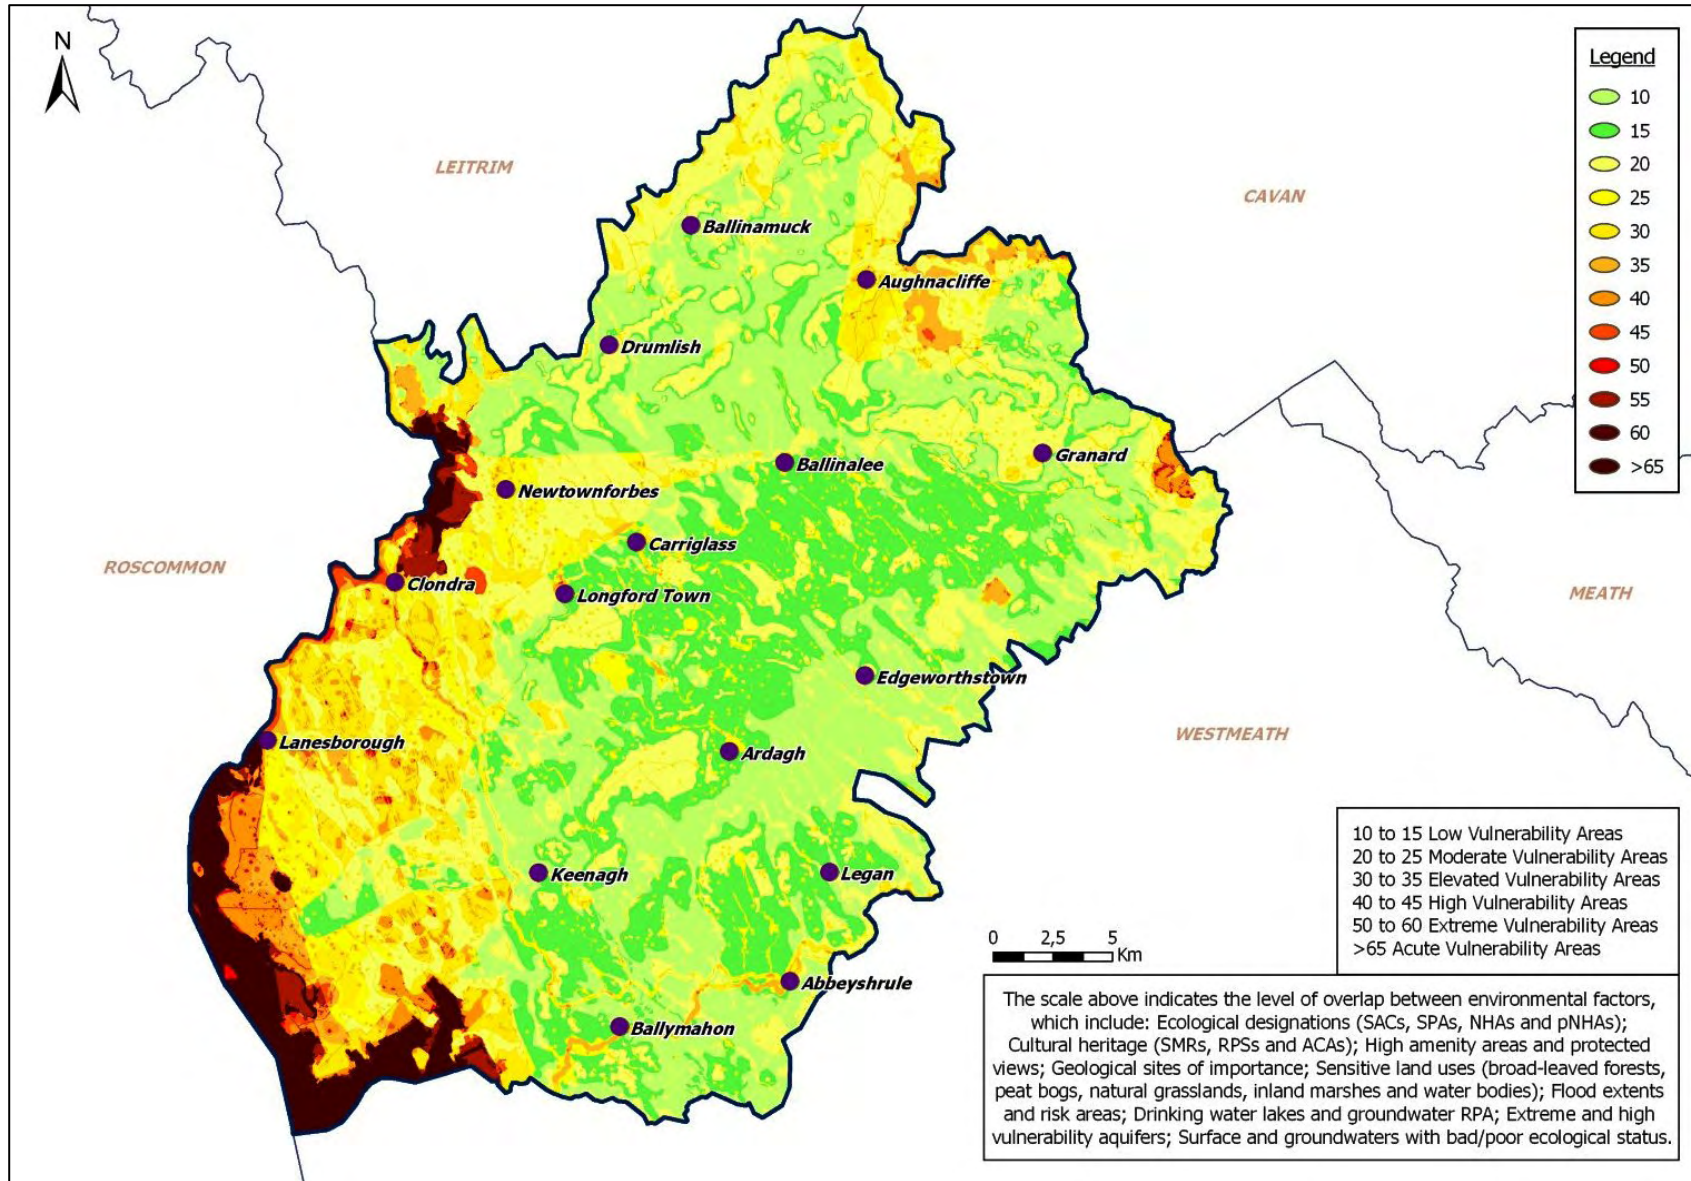 N
Legend
10
15
20
25
30
35
40
45
50
55
60
>65
LEITRIM
CAVAN
ROSCOMMON
MEATH
WESTMEATH
Ballinamuck
Aughnacliffe
Drumlish
Ballinalee
Granard
Newtownforbes
Carriglass
Clondra
Longford Town
Edgeworthstown
Lanesborough
Ardagh
Keenagh
Legan
Abbeyshrule
Ballymahon
10 to 15 Low Vulnerability Areas
20 to 25 Moderate Vulnerability Areas
30 to 35 Elevated Vulnerability Areas
40 to 45 High Vulnerability Areas
50 to 60 Extreme Vulnerability Areas
>65 Acute Vulnerability Areas
0 2,5 5
Km
The scale above indicates the level of overlap between environmental factors,
which include: Ecological designations (SACs, SPAs, NHAs and pNHAs);
Cultural heritage (SMRs, RPSs and ACAs); High amenity areas and protected
views; Geological sites of importance; Sensitive land uses (broad-leaved forests,
peat bogs, natural grasslands, inland marshes and water bodies); Flood extents
and risk areas; Drinking water lakes and groundwater RPA; Extreme and high
vulnerability aquifers; Surface and groundwaters with bad/poor ecological status.